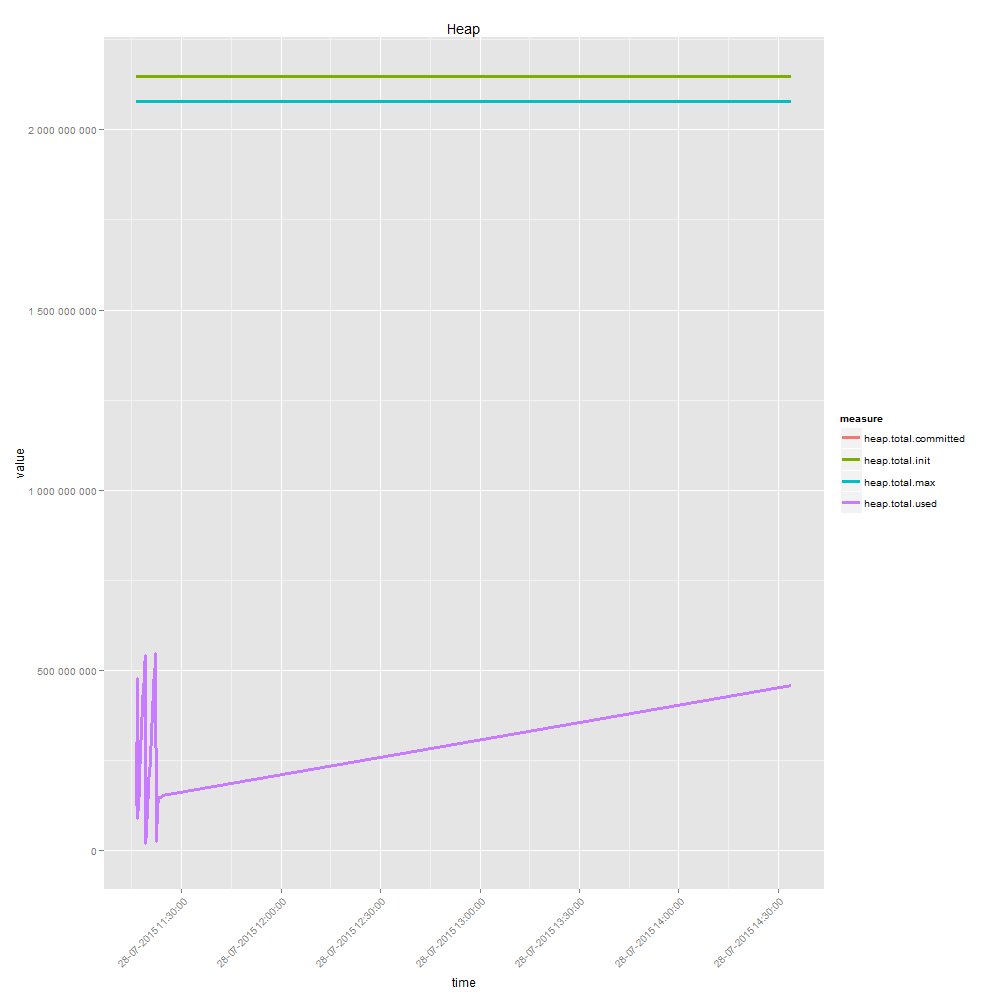 Heap
2 000 000 000
1 500 000 000
1 000 000 000
500 000 000
0
value
28-07-2015 11:30:00
28-07-2015 12:00:00
28-07-2015 12:30:00
28-07-2015 13:00:00
28-07-2015 13:30:00
28-07-2015 14:00:00
28-07-2015 14:30:00
time
measure
heap.total.committed
heap.total.init
heap.total.max
heap.total.used